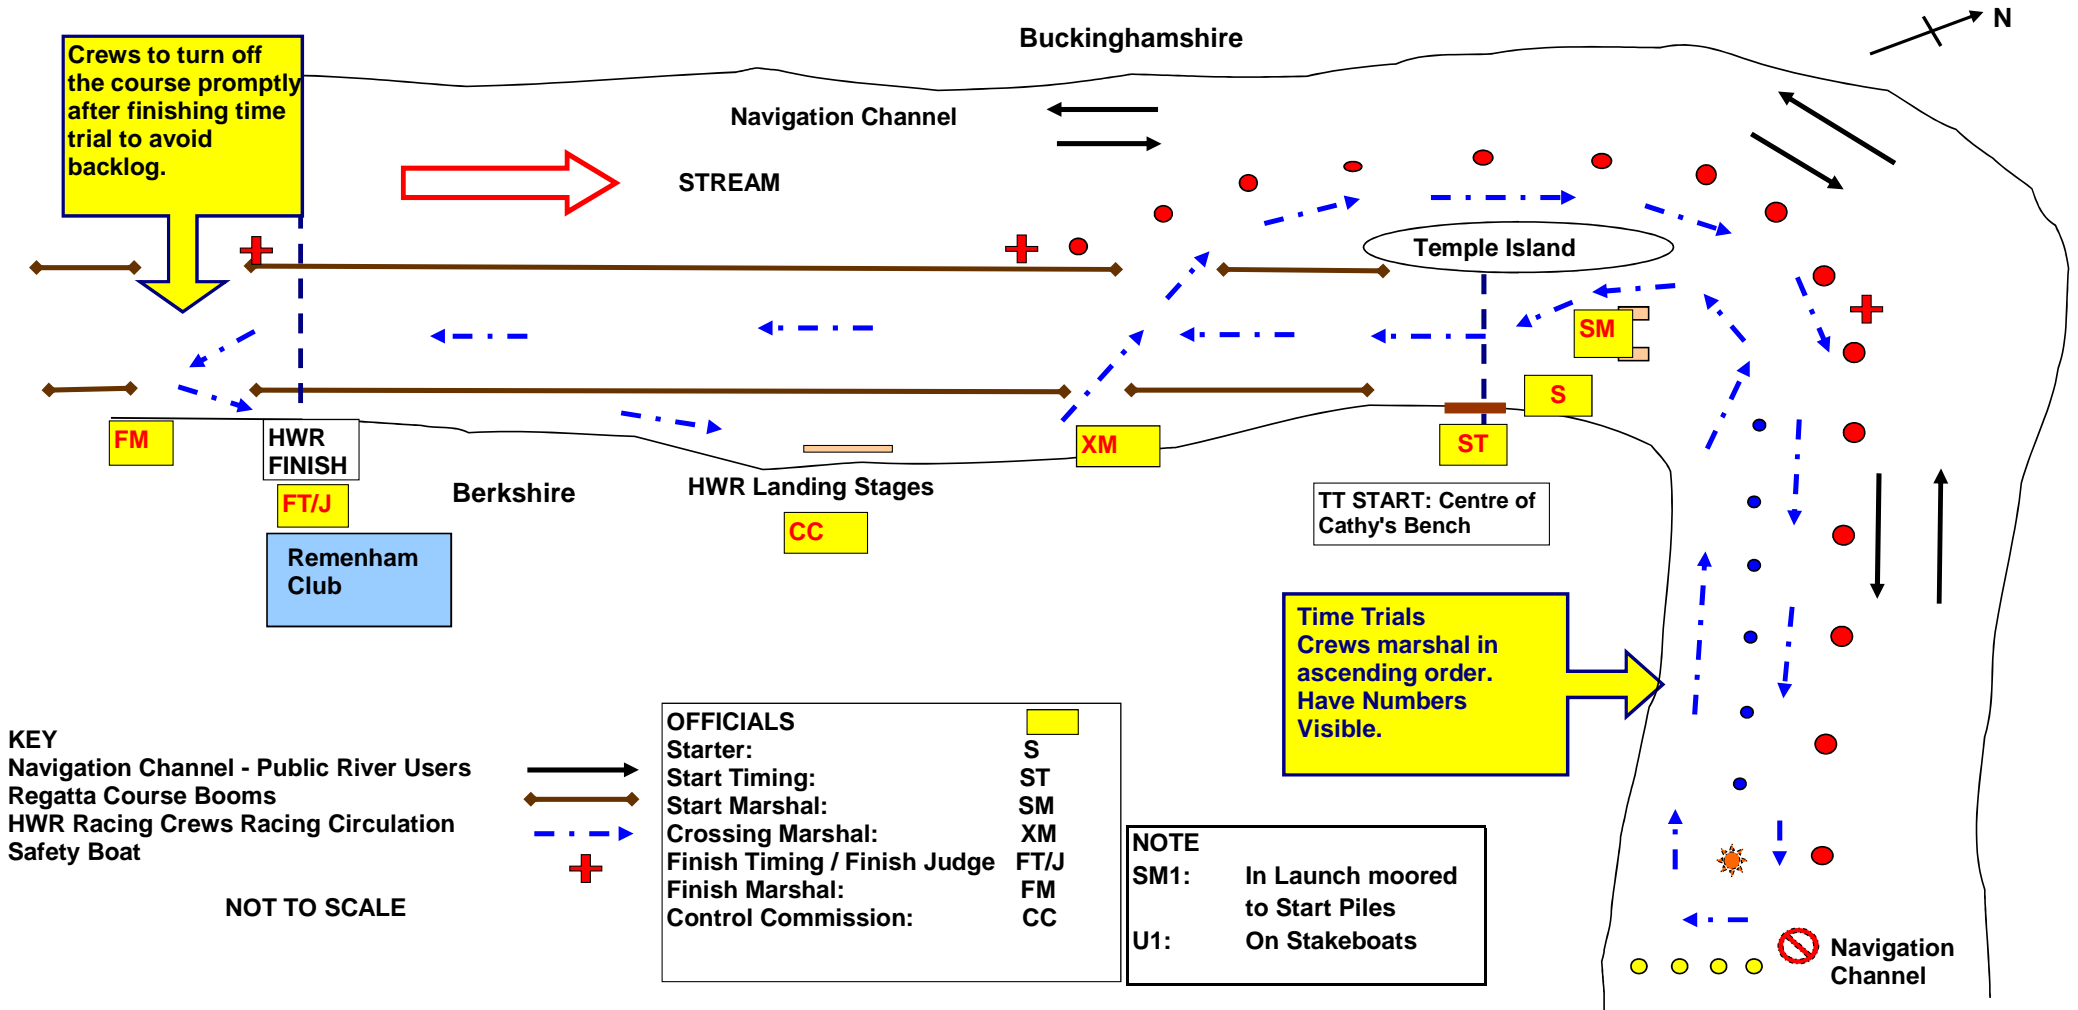 Buckinghamshire
N
Crews to turn off
the course promptly
after finishing time
trial to avoid
backlog.
Navigation Channel
STREAM
Temple Island
SM
S
FM
HWR
FINISH
XM
ST
FT/J
Berkshire
HWR Landing Stages
CC
TT START: Centre of
Cathy's Bench
Remenham
Club
Time Trials
Crews marshal in
ascending order.
Have Numbers
Visible.
KEY
Navigation Channel - Public River Users
Regatta Course Booms
HWR Racing Crews Racing Circulation
Safety Boat
NOT TO SCALE
OFFICIALS
Starter: S
Start Timing: ST
Start Marshal: SM
Crossing Marshal: XM
Finish Timing / Finish Judge FT/J
Finish Marshal: FM
Control Commission: CC
NOTE
SM1: In Launch moored
to Start Piles
U1: On Stakeboats
Navigation
Channel